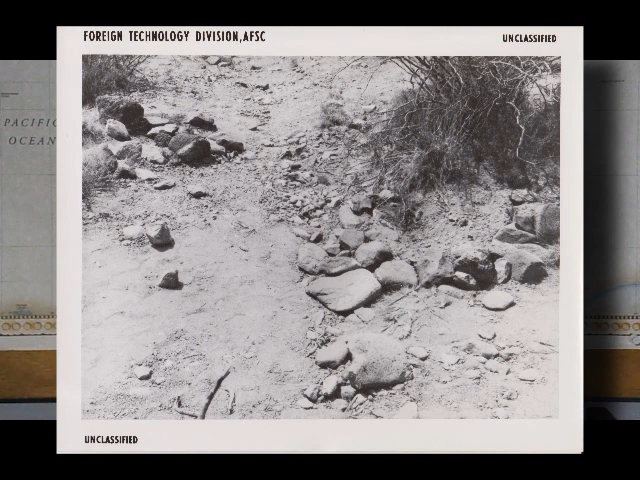 FOREIGN TECHNOLOGY DIVISION,AFSC
UNCLASSIFIED
PACIFIC
OCEAN
UNCLASSIFIED